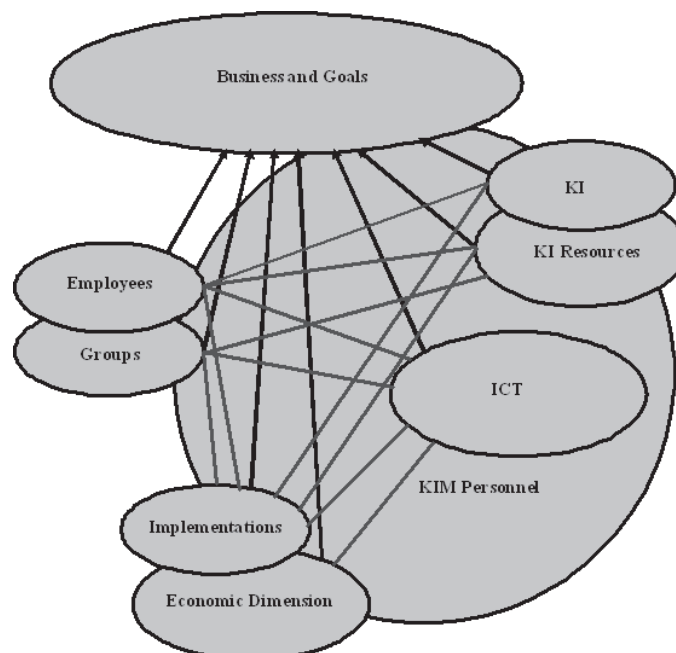 Business and Goals
KI
KI Resources
Employees
Groups
ICT
KIM Personnel
Implementations
Economic Dimension